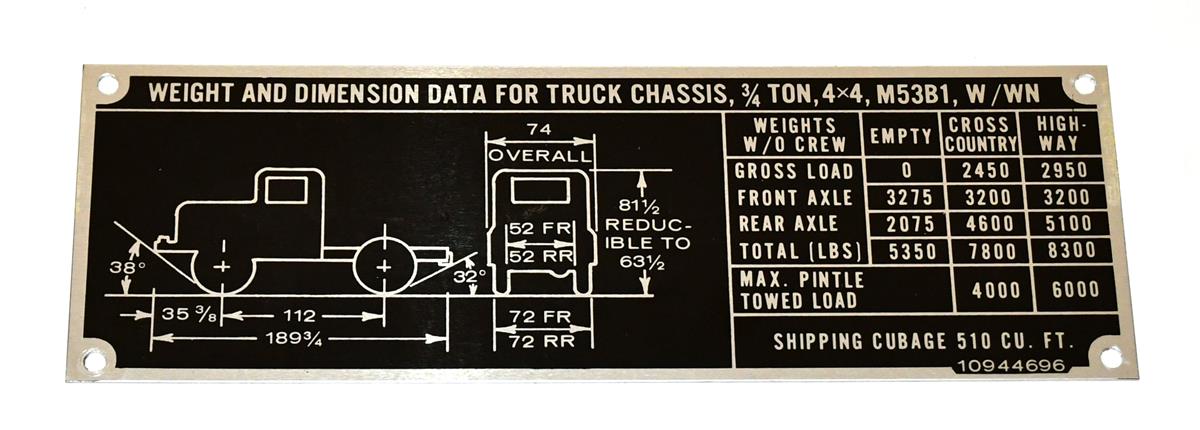 WEIGHT AND DIMENSION DATA FOR TRUCK CHASSIS, ¾ TON, 4×4, M53B1, W/WN
74
OVERALL
52 FR
52 RR
81½
REDUC-
IBLE TO
63½
38°
32°
35 ⅜
112
189¾
72 FR
72 RR
WEIGHTS W/O CREW EMPTY CROSS COUNTRY HIGH-WAY
GROSS LOAD 0 2450 2950
FRONT AXLE 3275 3200 3200
REAR AXLE 2075 4600 5100
TOTAL (LBS) 5350 7800 8300
MAX. PINTLE
TOWED LOAD 4000 6000
SHIPPING CUBAGE 510 CU. FT.
10944696